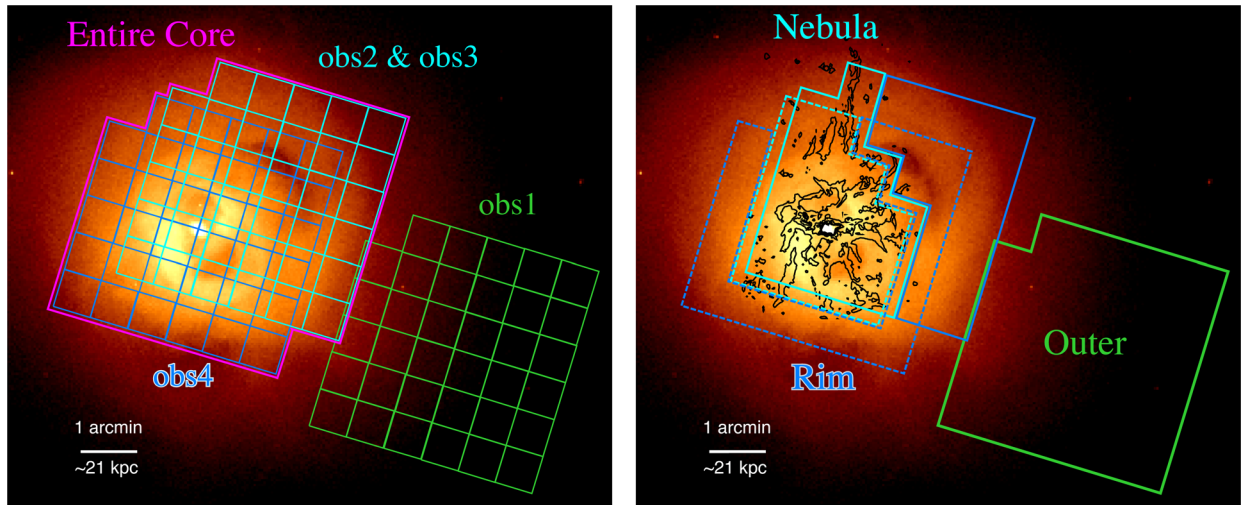 Entire Core
obs2 & obs3
obs1
obs4
1 arcmin
~21 kpc
Nebula
Rim
Outer
1 arcmin
~21 kpc